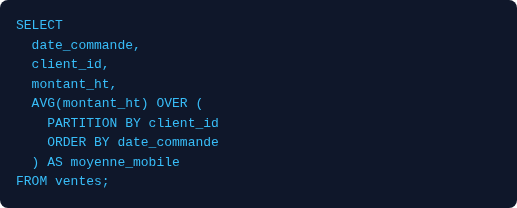 SELECT
  date_commande,
  client_id,
  montant_ht,
  AVG(montant_ht) OVER (
    PARTITION BY client_id
    ORDER BY date_commande
  ) AS moyenne_mobile
FROM ventes;